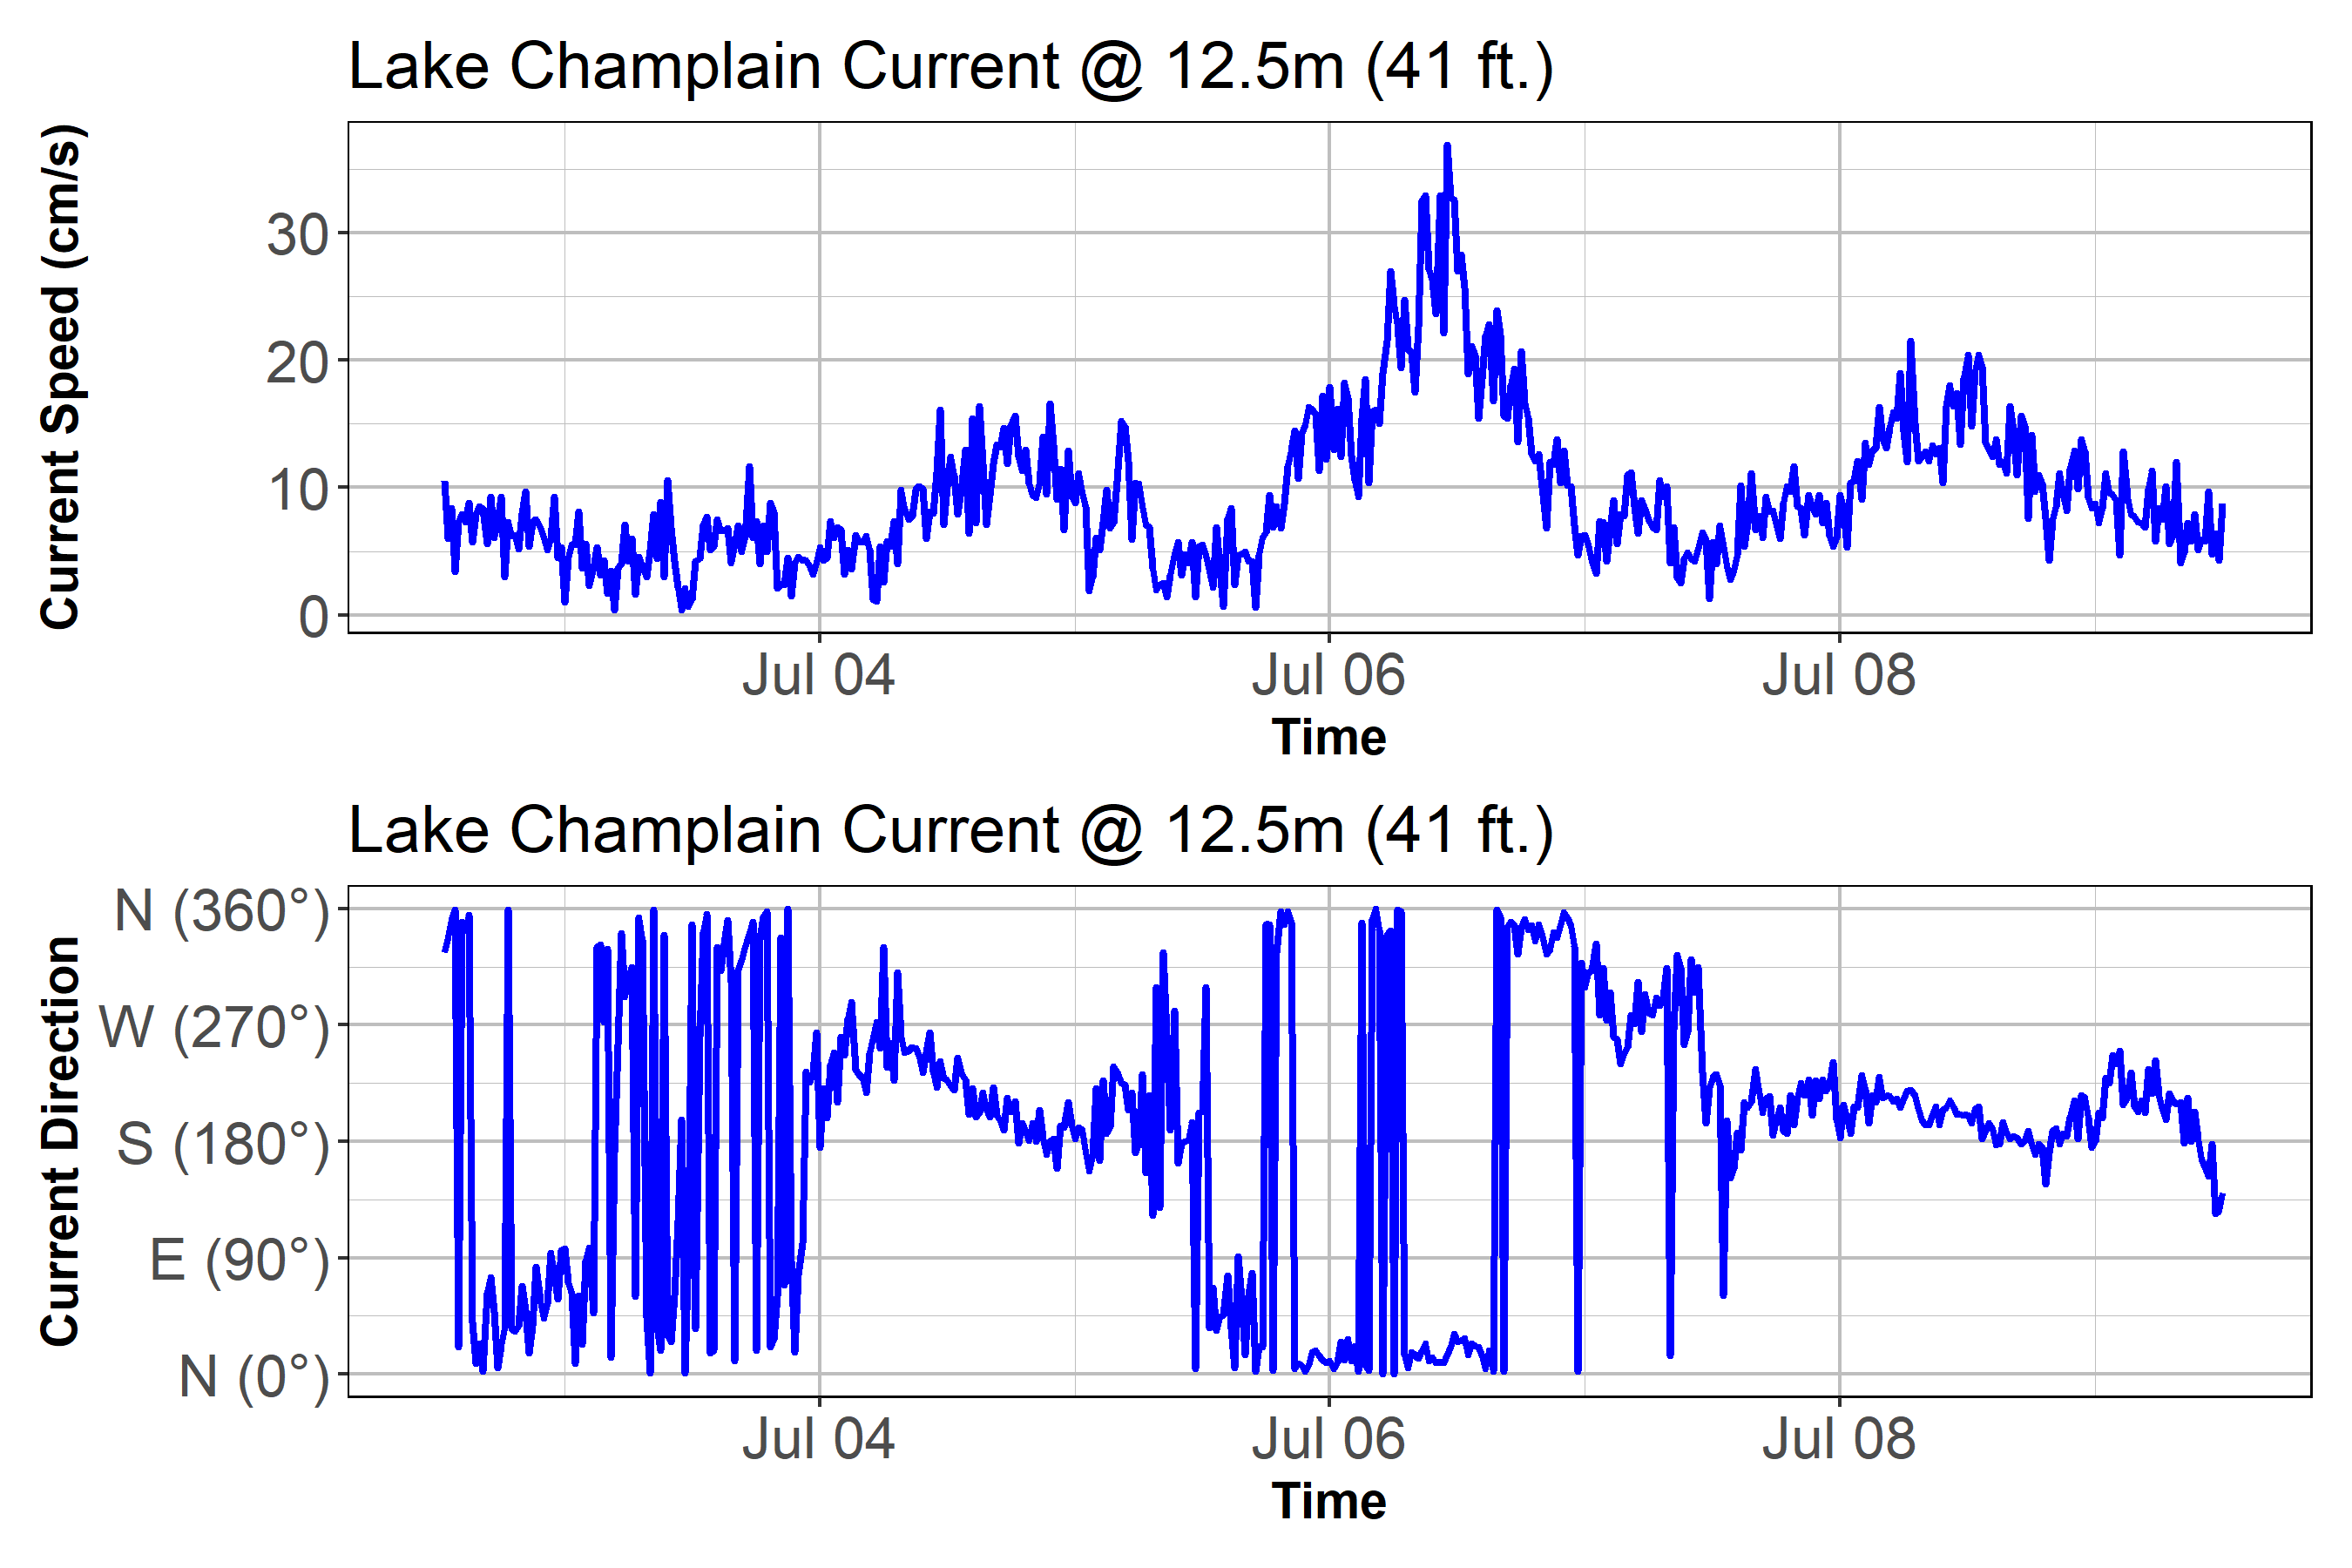 Lake Champlain Current @ 12.5m (41 ft.)
Current Speed (cm/s)
30
20
10
0
Jul 04 Jul 06 Jul 08
Time
Lake Champlain Current @ 12.5m (41 ft.)
Current Direction
N (360°)
W (270°)
S (180°)
E (90°)
N (0°)
Jul 04 Jul 06 Jul 08
Time